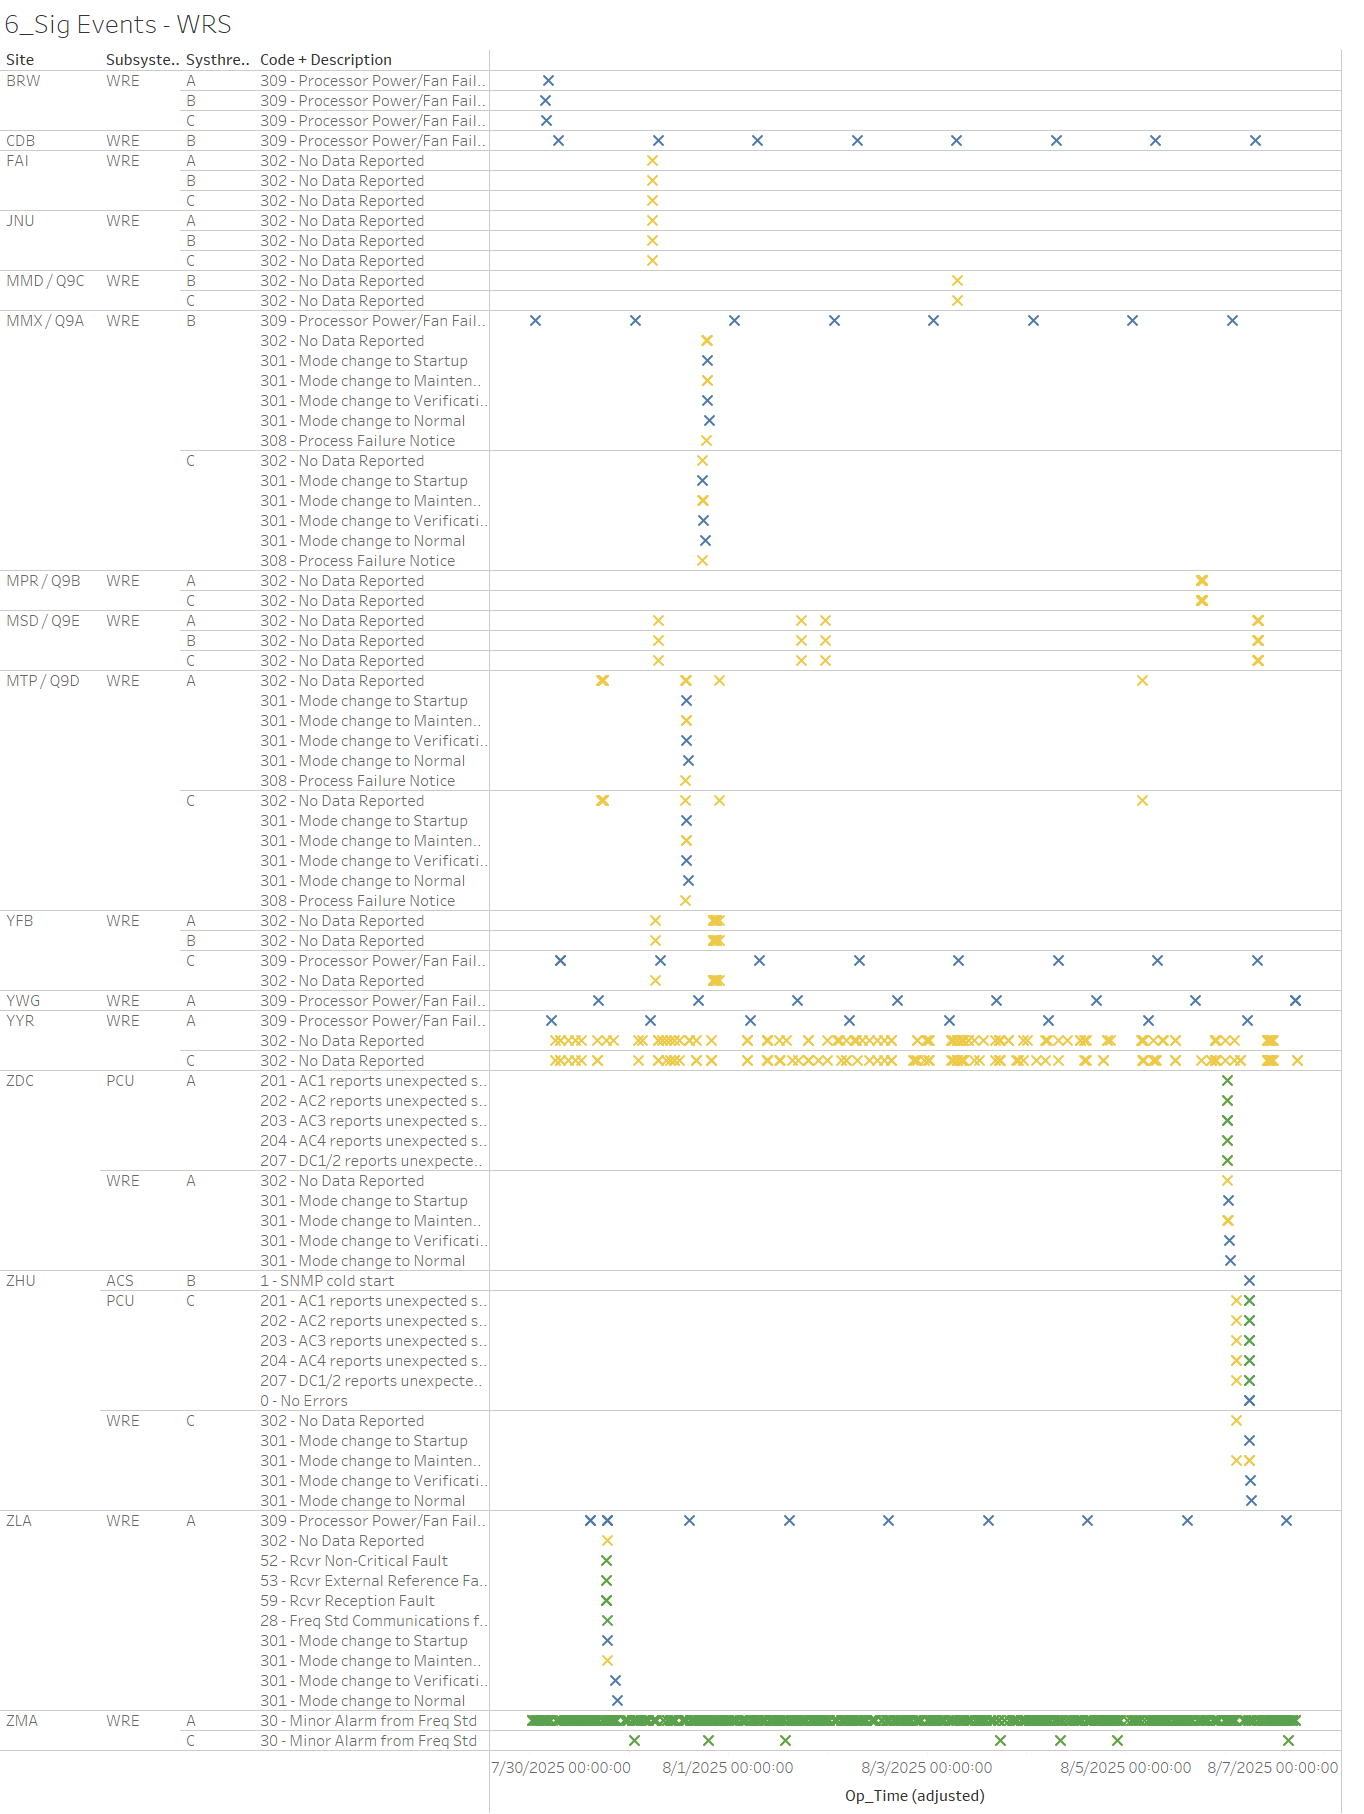 6_Sig Events - WRS
Site Subsyste.. Systhre.. Code + Description
BRW WRE A 309 - Processor Power/Fan Fail..
B 309 - Processor Power/Fan Fail..
C 309 - Processor Power/Fan Fail..
CDB WRE B 309 - Processor Power/Fan Fail..
FAI WRE A 302 - No Data Reported
B 302 - No Data Reported
C 302 - No Data Reported
JNU WRE A 302 - No Data Reported
B 302 - No Data Reported
C 302 - No Data Reported
MMD / Q9C WRE B 302 - No Data Reported
C 302 - No Data Reported
MMX / Q9A WRE B 309 - Processor Power/Fan Fail..
302 - No Data Reported
301 - Mode change to Startup
301 - Mode change to Mainten..
301 - Mode change to Verificati..
301 - Mode change to Normal
308 - Process Failure Notice
C 302 - No Data Reported
301 - Mode change to Startup
301 - Mode change to Mainten..
301 - Mode change to Verificati..
301 - Mode change to Normal
308 - Process Failure Notice
MPR / Q9B WRE A 302 - No Data Reported
C 302 - No Data Reported
MSD / Q9E WRE A 302 - No Data Reported
B 302 - No Data Reported
C 302 - No Data Reported
MTP / Q9D WRE A 302 - No Data Reported
301 - Mode change to Startup
301 - Mode change to Mainten..
301 - Mode change to Verificati..
301 - Mode change to Normal
308 - Process Failure Notice
C 302 - No Data Reported
301 - Mode change to Startup
301 - Mode change to Mainten..
301 - Mode change to Verificati..
301 - Mode change to Normal
308 - Process Failure Notice
YFB WRE A 302 - No Data Reported
B 302 - No Data Reported
C 309 - Processor Power/Fan Fail..
302 - No Data Reported
YWG WRE A 309 - Processor Power/Fan Fail..
YYR WRE A 309 - Processor Power/Fan Fail..
302 - No Data Reported
C 302 - No Data Reported
ZDC PCU A 201 - AC1 reports unexpected s..
202 - AC2 reports unexpected s..
203 - AC3 reports unexpected s..
204 - AC4 reports unexpected s..
207 - DC1/2 reports unexpecte..
WRE A 302 - No Data Reported
301 - Mode change to Startup
301 - Mode change to Mainten..
301 - Mode change to Verificati..
301 - Mode change to Normal
ZHU ACS B 1 - SNMP cold start
PCU C 201 - AC1 reports unexpected s..
202 - AC2 reports unexpected s..
203 - AC3 reports unexpected s..
204 - AC4 reports unexpected s..
207 - DC1/2 reports unexpecte..
0 - No Errors
WRE C 302 - No Data Reported
301 - Mode change to Startup
301 - Mode change to Mainten..
301 - Mode change to Verificati..
301 - Mode change to Normal
ZLA WRE A 309 - Processor Power/Fan Fail..
302 - No Data Reported
52 - Rcvr Non-Critical Fault
53 - Rcvr External Reference Fa..
59 - Rcvr Reception Fault
28 - Freq Std Communications f..
301 - Mode change to Startup
301 - Mode change to Mainten..
301 - Mode change to Verificati..
301 - Mode change to Normal
ZMA WRE A 30 - Minor Alarm from Freq Std
C 30 - Minor Alarm from Freq Std
7/30/2025 00:00:00 8/1/2025 00:00:00 8/3/2025 00:00:00 8/5/2025 00:00:00 8/7/2025 00:00:00
Op_Time (adjusted)